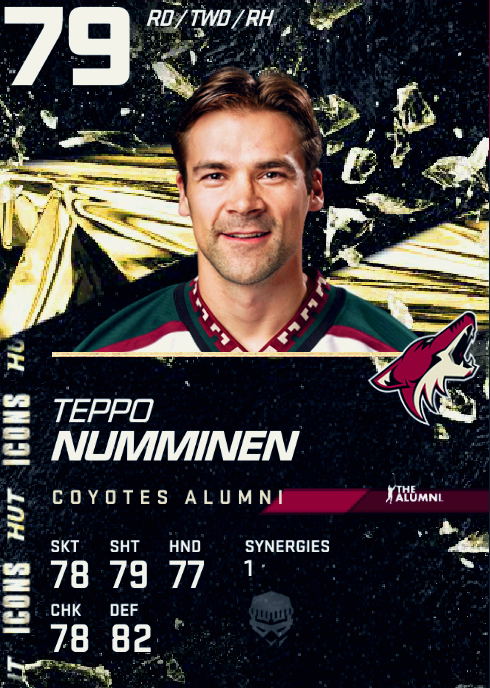 79
RD / TWD / RH
TEPPO
NUMMINEN
COYOTES ALUMNI
THE
ALUMNI
SKT SHT HND SYNERGIES
78 79 77 1
CHK DEF
78 82
ICONS HUT ICONS